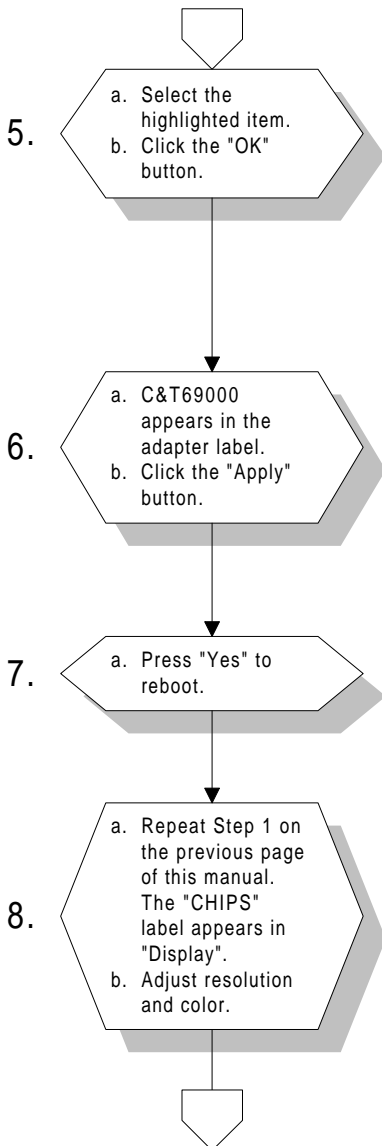 5.
a. Select the
highlighted item.
b. Click the "OK"
button.
6.
a. C&T69000
appears in the
adapter label.
b. Click the "Apply"
button.
7.
a. Press "Yes" to
reboot.
8.
a. Repeat Step 1 on
the previous page
of this manual.
The "CHIPS"
label appears in
"Display".
b. Adjust resolution
and color.